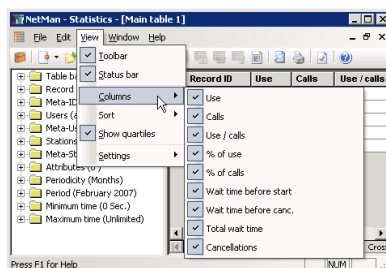 NetMan - Statistics - [Main table 1]
File Edit View Window Help
Toolbar
Status bar
Columns
Sort
Show quartiles
Settings
Table ba
Record
Meta-ID
Users (a
Meta-Us
Stations
Meta-St
Attributes (
Periodicity (Months)
Period (February 2007)
Minimum time (0 Sec.)
Maximum time (Unlimited)
Record ID Use Calls Use / calls
Use
Calls
Use / calls
% of use
% of calls
Wait time before start
Wait time before canc.
Total wait time
Cancellations
Cros
Press F1 for Help
NUM